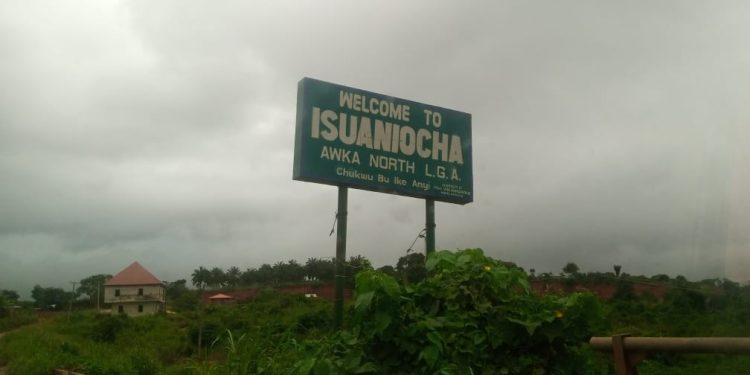 WELCOME TO
ISUANIOCHA
AWKA NORTH L.G.A.
Chukwu Bu Ike Anyi